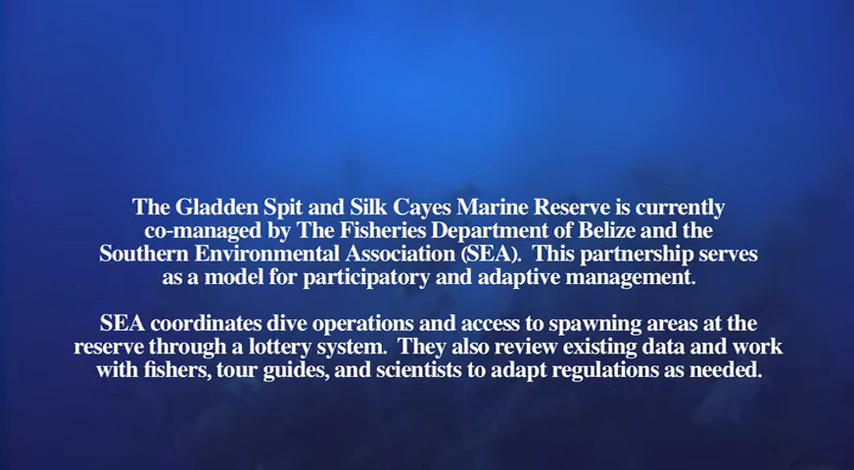 The Gladden Spit and Silk Cayes Marine Reserve is currently
co-managed by The Fisheries Department of Belize and the
Southern Environmental Association (SEA).  This partnership serves
as a model for participatory and adaptive management.
SEA coordinates dive operations and access to spawning areas at the
reserve through a lottery system.  They also review existing data and work
with fishers, tour guides, and scientists to adapt regulations as needed.